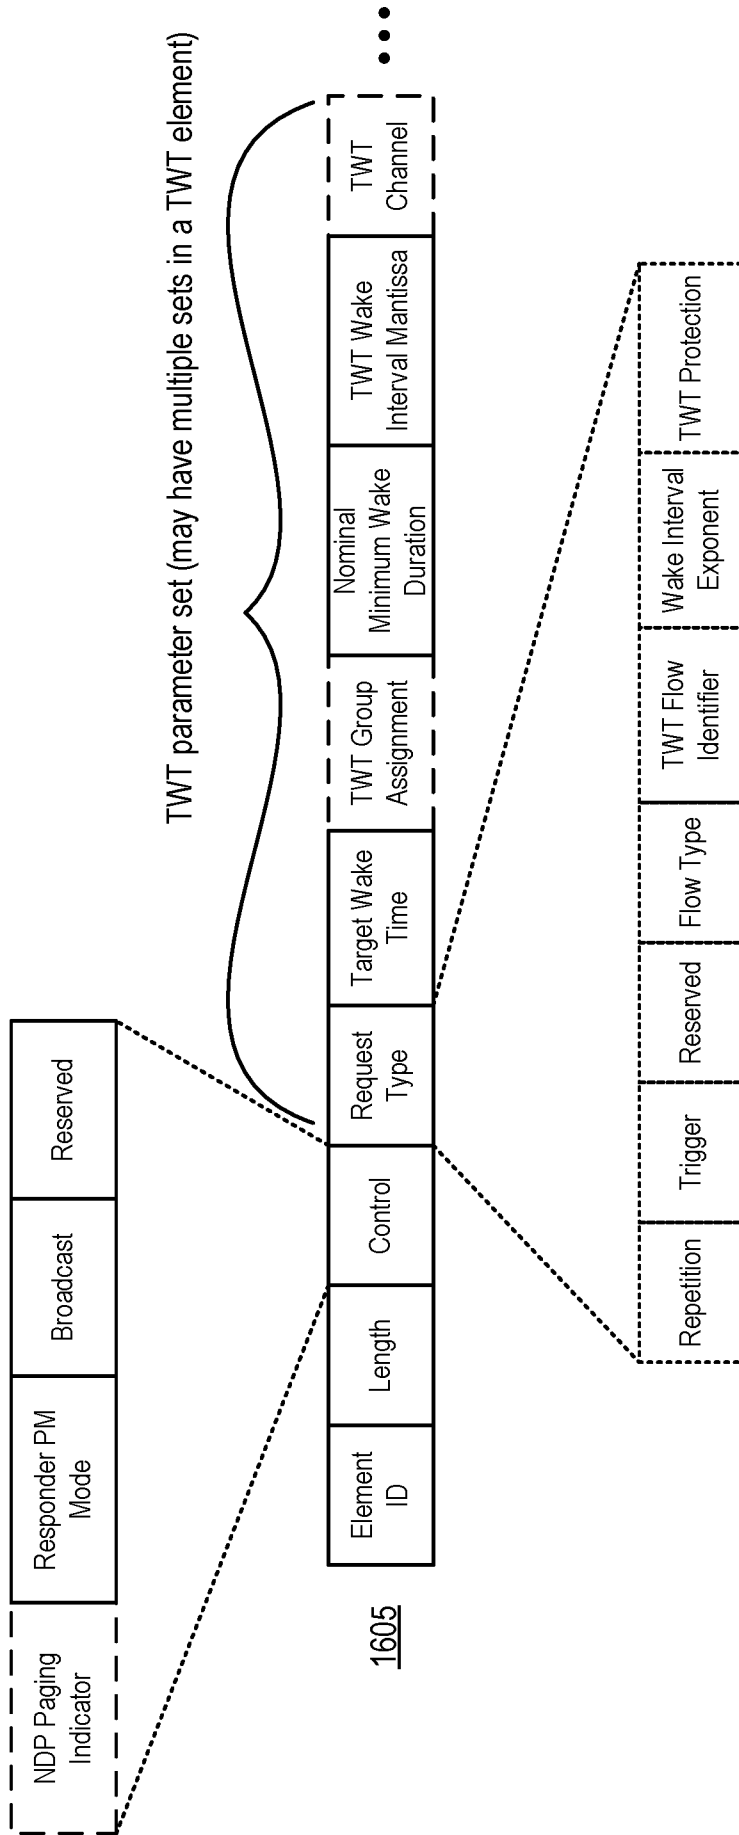 NDP Paging
Indicator
Responder PM
Mode
Broadcast
Reserved
TWT parameter set (may have multiple sets in a TWT element)
1605
Element
ID
Length
Control
Request
Type
Target Wake
Time
TWT Group
Assignment
Nominal
Minimum Wake
Duration
TWT Wake
Interval Mantissa
TWT
Channel
Repetition
Trigger
Reserved
Flow Type
TWT Flow
Identifier
Wake Interval
Exponent
TWT Protection